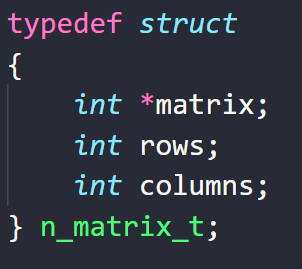 typedef struct
{
    int *matrix;
    int rows;
    int columns;
} n_matrix_t;